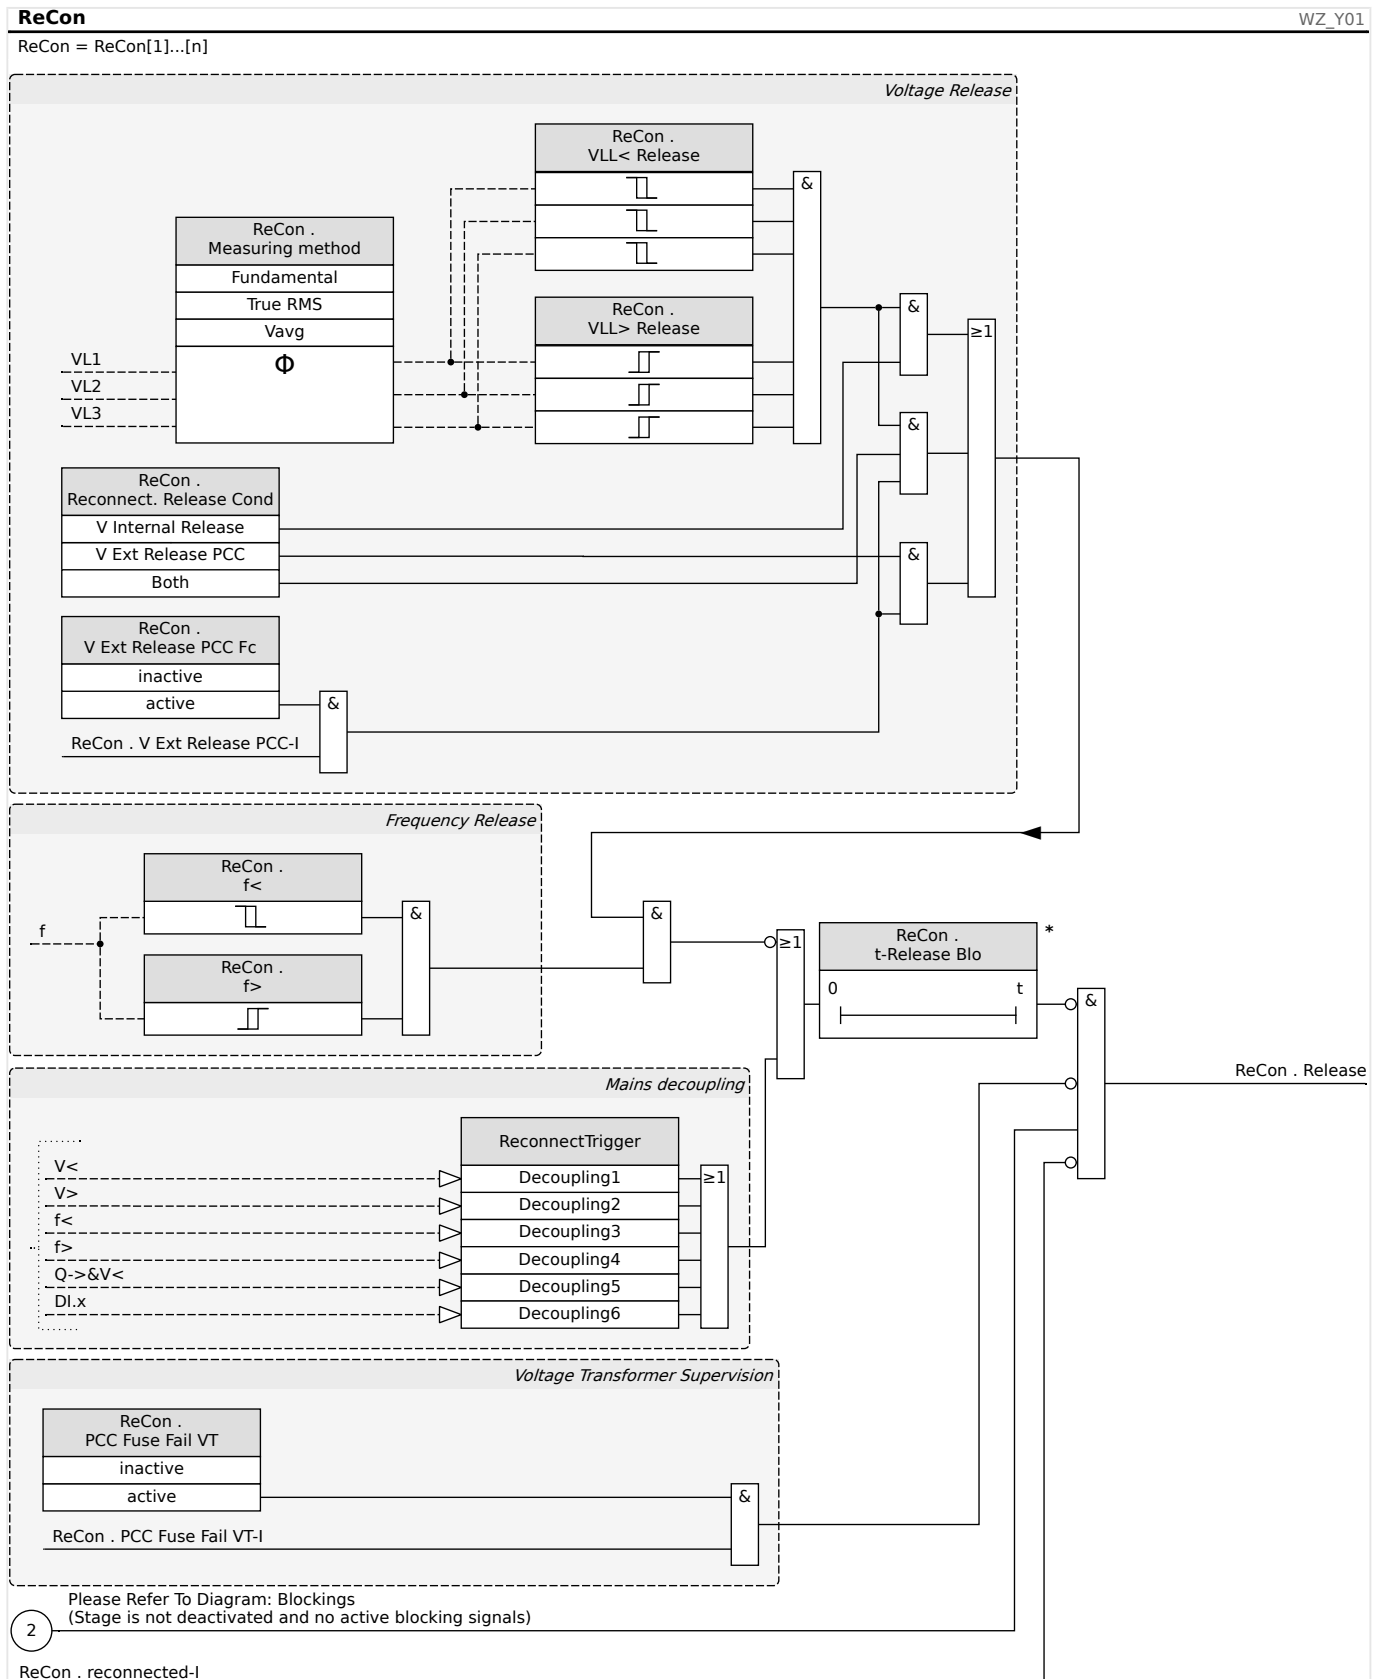 ReCon
WZ_Y01
ReCon = ReCon[1]...[n]
Voltage Release
ReCon .
VLL< Release
&
ReCon .
Measuring method
Fundamental
True RMS
Vavg
Φ
VL1
VL2
VL3
ReCon .
VLL> Release
&
≥1
&
ReCon .
Reconnect. Release Cond
V Internal Release
V Ext Release PCC
Both
&
ReCon .
V Ext Release PCC Fc
inactive
active
&
ReCon . V Ext Release PCC-I
Frequency Release
ReCon .
f<
&
f
ReCon .
f>
&
≥1
ReCon .
t-Release Blo
*
0 t
&
ReCon . Release
Mains decoupling
ReconnectTrigger
V<
Decoupling1
≥1
V>
Decoupling2
f<
Decoupling3
f>
Decoupling4
Q->&V<
Decoupling5
DI.x
Decoupling6
Voltage Transformer Supervision
ReCon .
PCC Fuse Fail VT
inactive
active
&
ReCon . PCC Fuse Fail VT-I
Please Refer To Diagram: Blockings
(Stage is not deactivated and no active blocking signals)
2
ReCon . reconnected-I